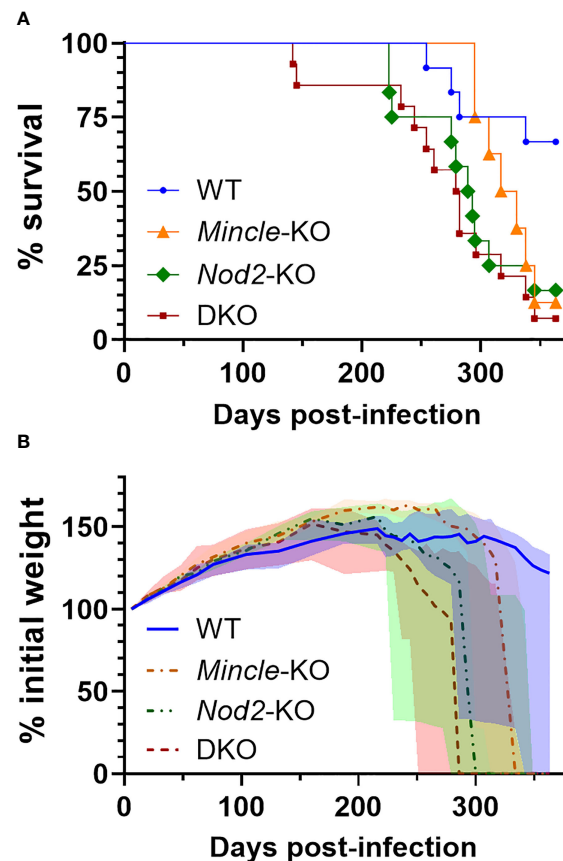 A
% survival
100
75
50
25
0
WT
Mincle-KO
Nod2-KO
DKO
0 100 200 300
Days post-infection
B
% initial weight
150
100
50
0
WT
Mincle-KO
Nod2-KO
DKO
0 100 200 300
Days post-infection